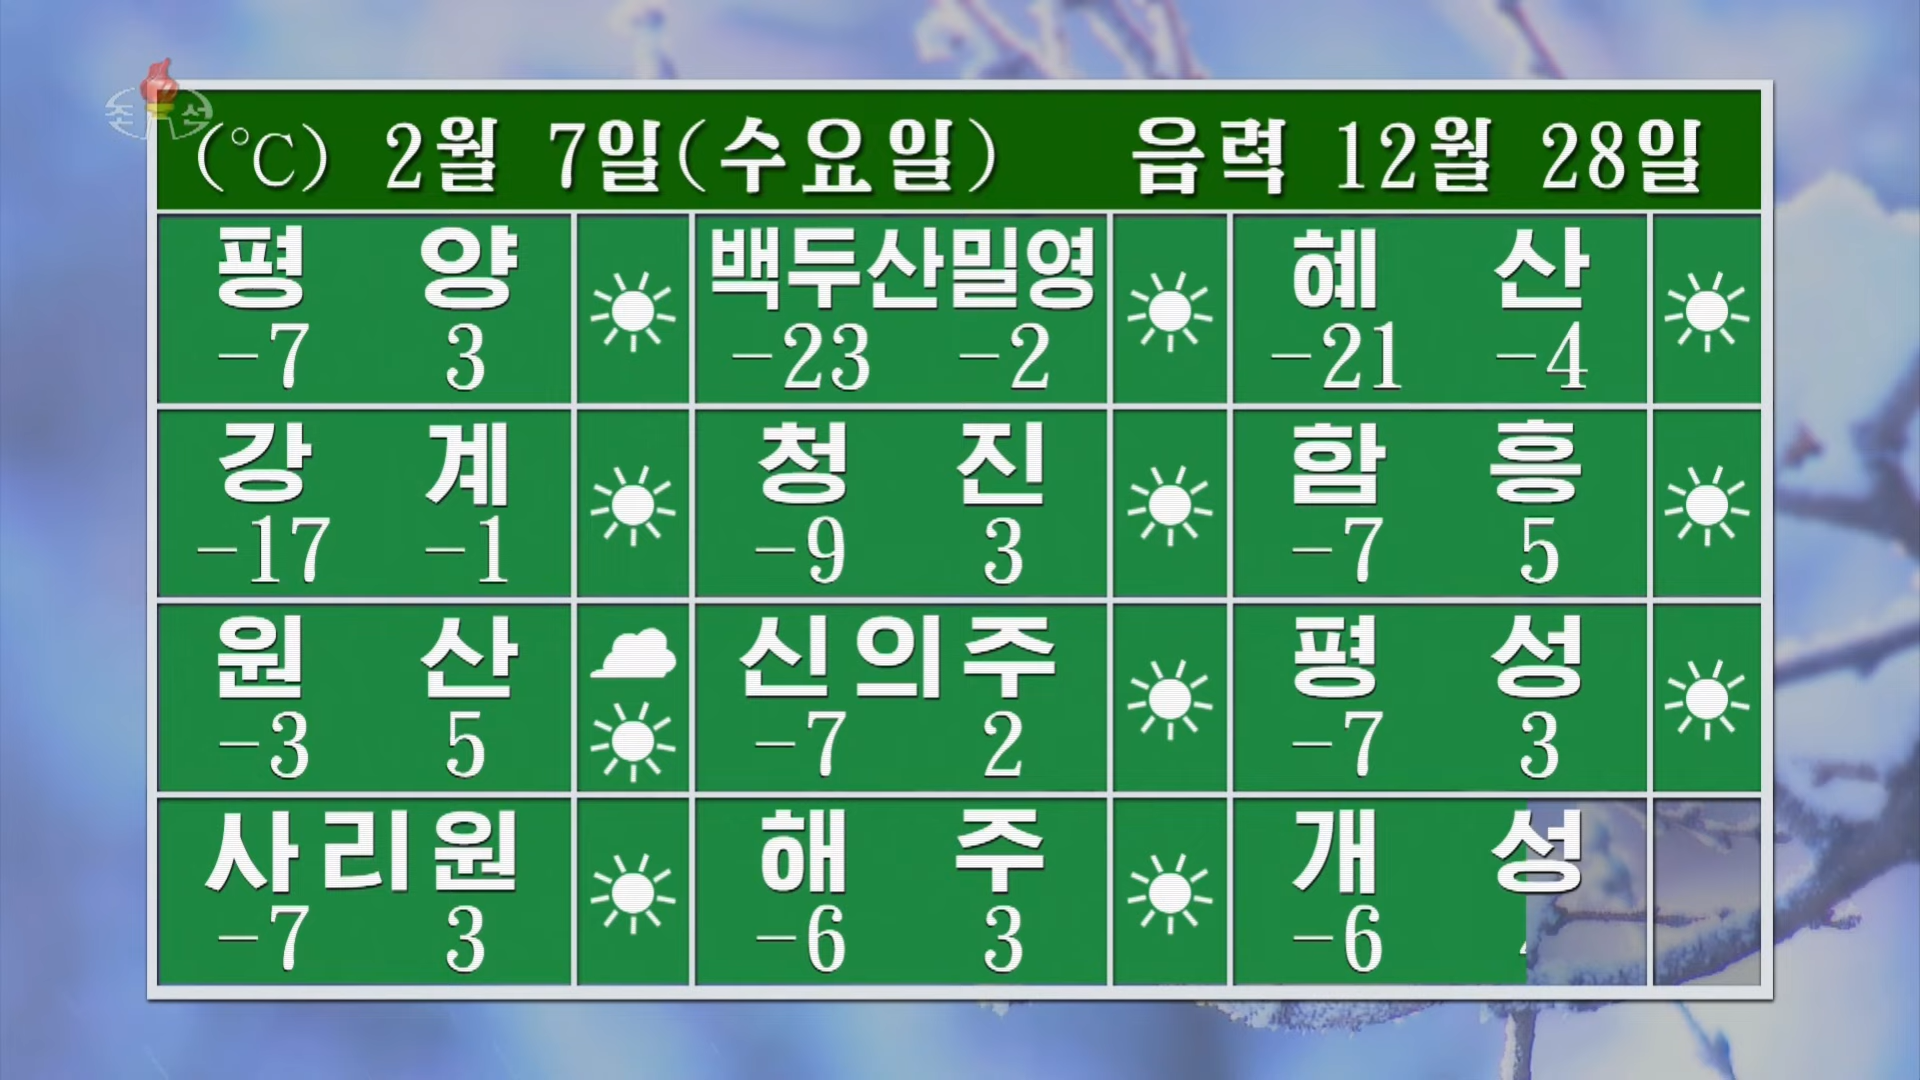 조선
(℃) 2월 7일(수요일) 음력 12월 28일
평양 백두산밀영 혜산
-7 3 -23 -2 -21 -4
강계 청진 함흥
-17 -1 -9 3 -7 5
원산 신의주 평성
-3 5 -7 2 -7 3
사리원 해주 개성
-7 3 -6 3 -6